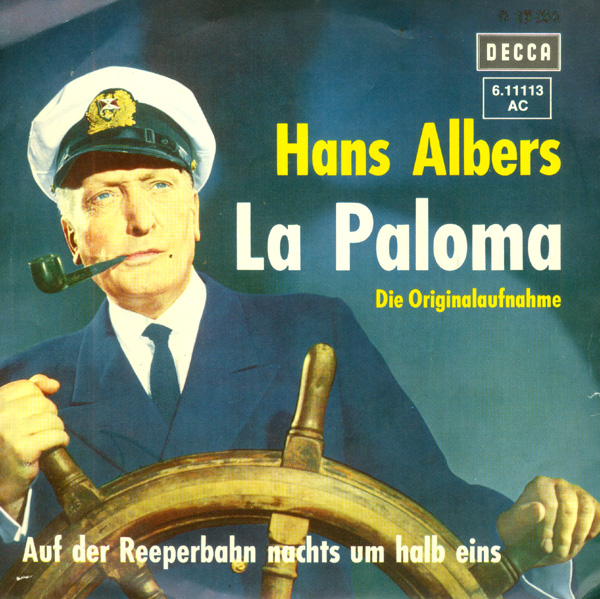 DECCA
6.11113
AC
Hans Albers
La Paloma
Die Originalaufnahme
Auf der Reeperbahn nachts um halb eins